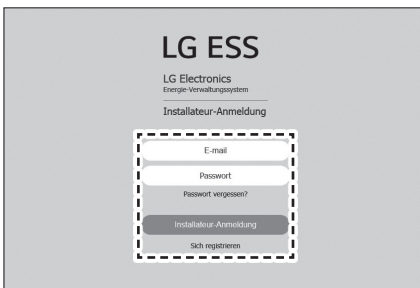 LG ESS
LG Electronics
Energie-Verwaltungssystem
Installateur-Anmeldung
E-mail
Passwort
Passwort vergessen?
Installateur-Anmeldung
Sich registrieren